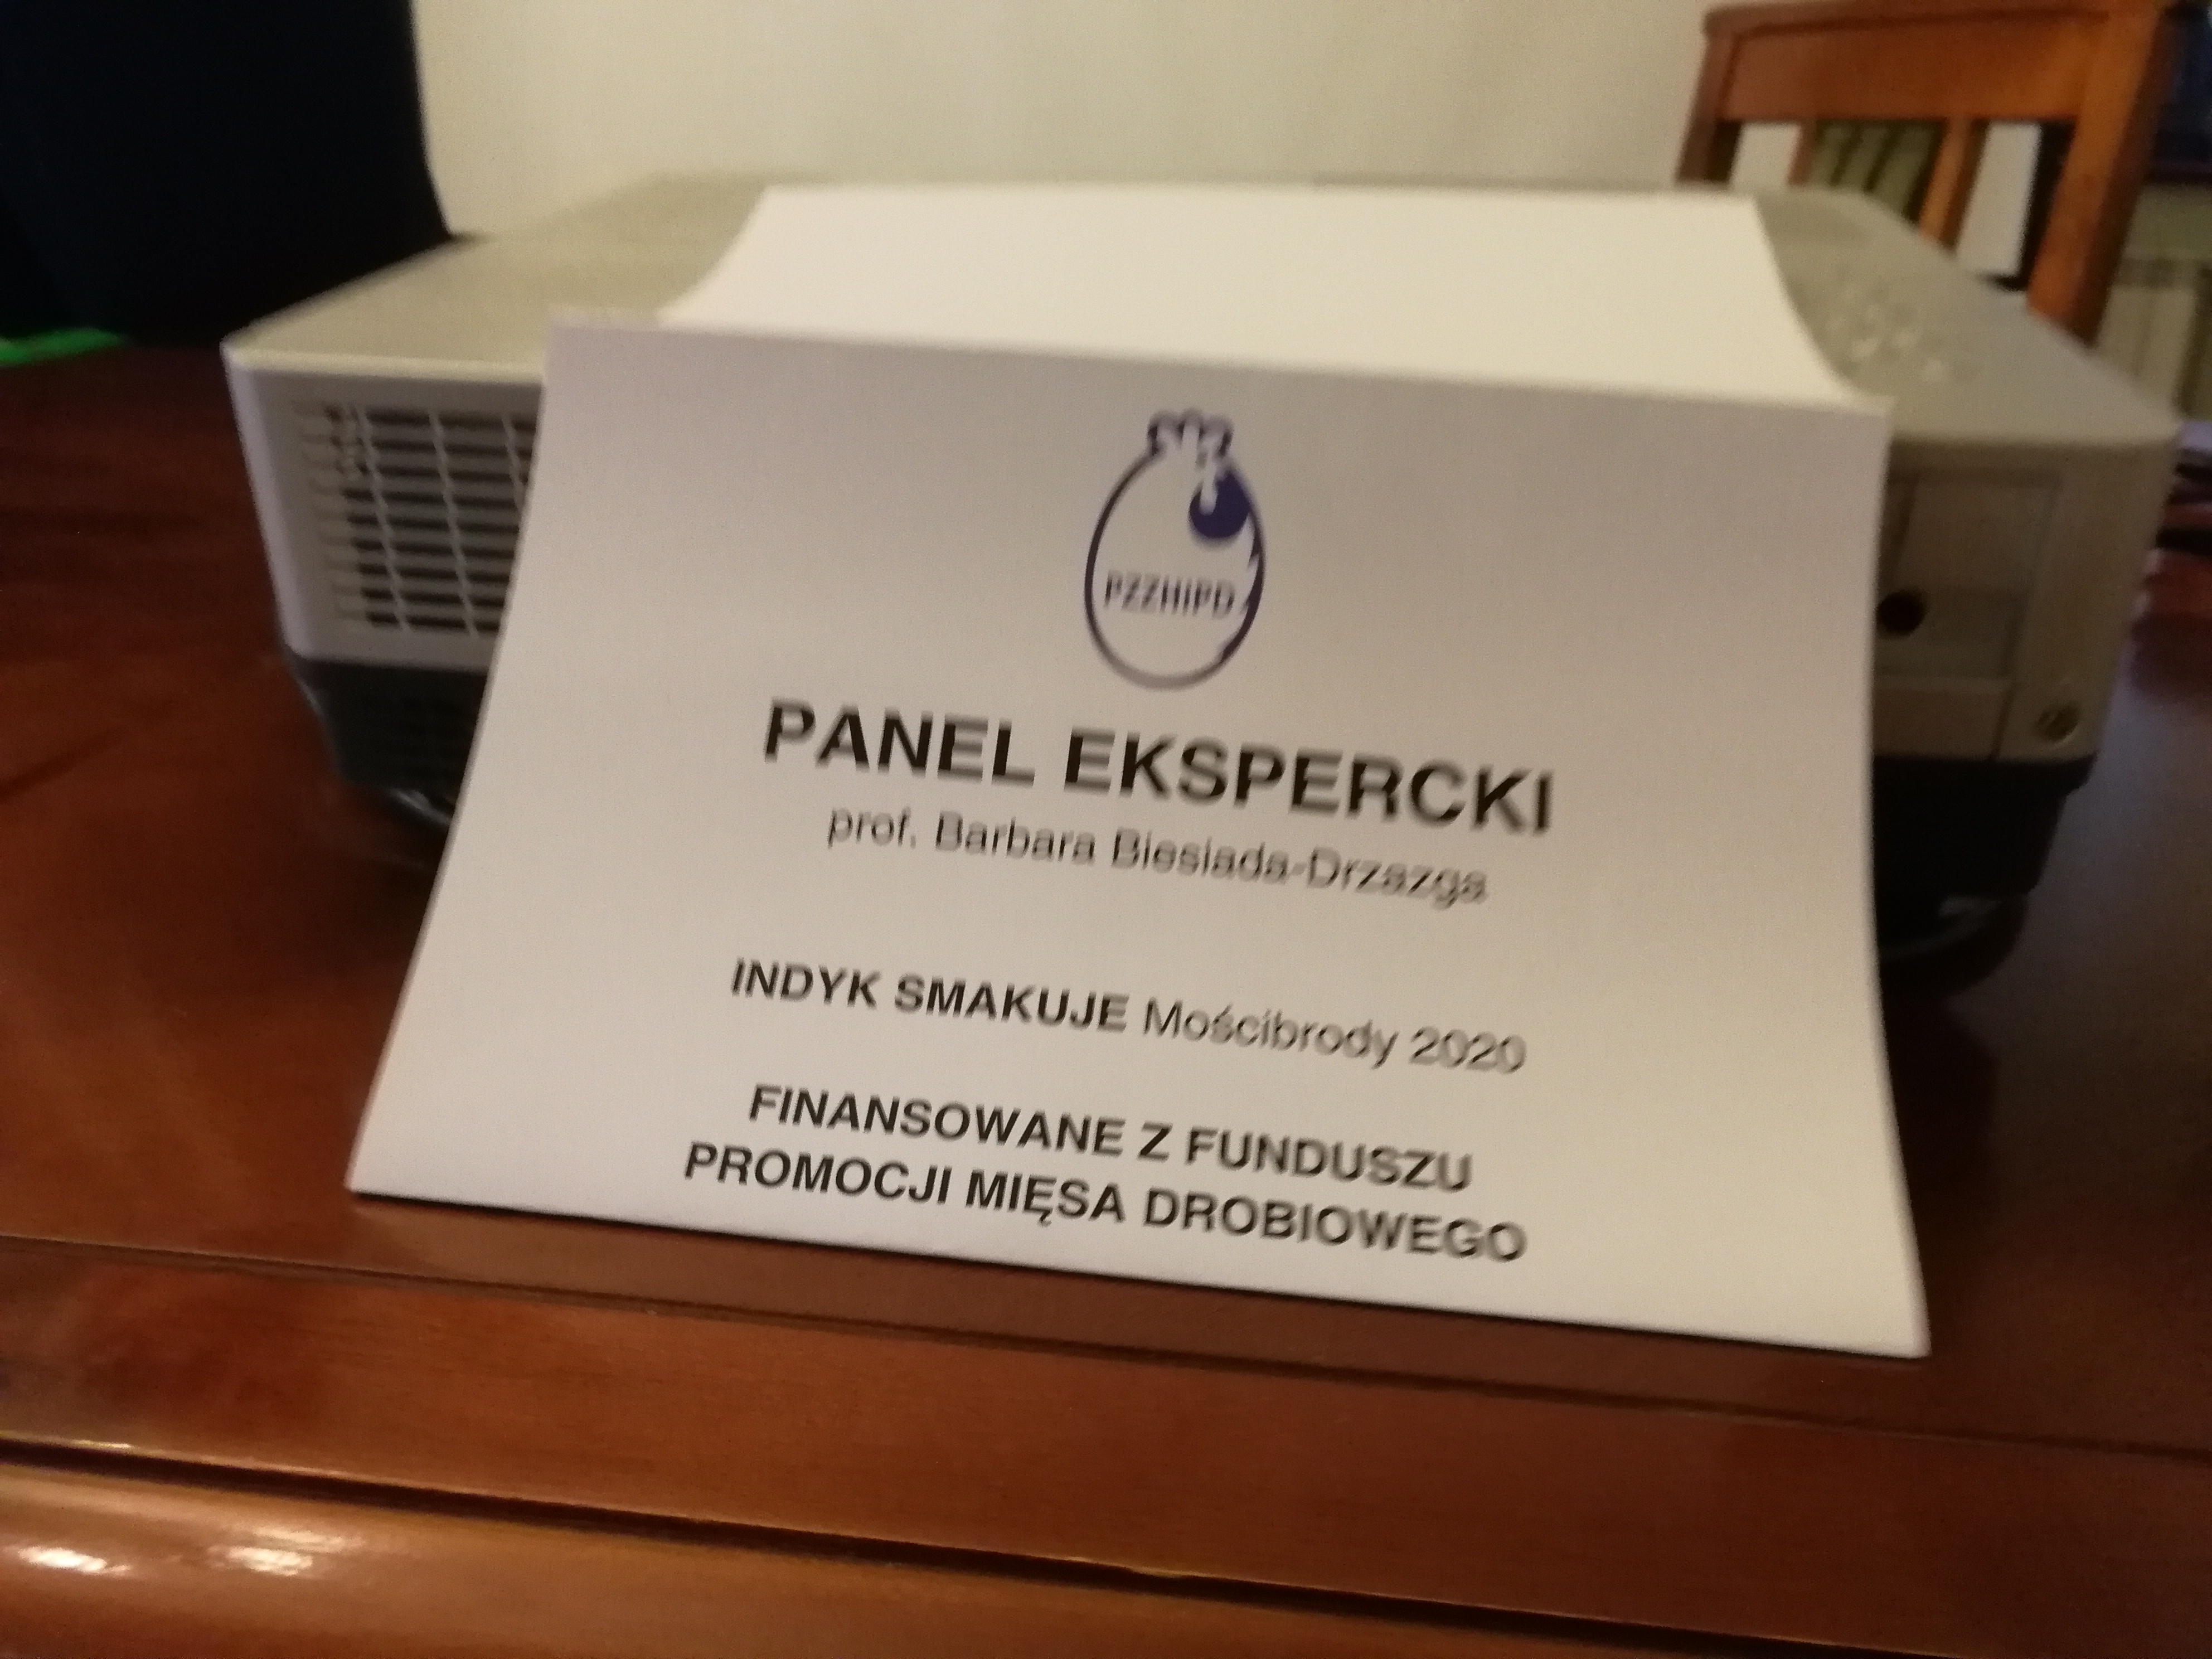 PZZHiPD
PANEL EKSPERCKI
prof. Barbara Biesiada-Drzazga
INDYK SMAKUJE Mościbrody 2020
FINANSOWANE Z FUNDUSZU
PROMOCJI MIĘSA DROBIOWEGO